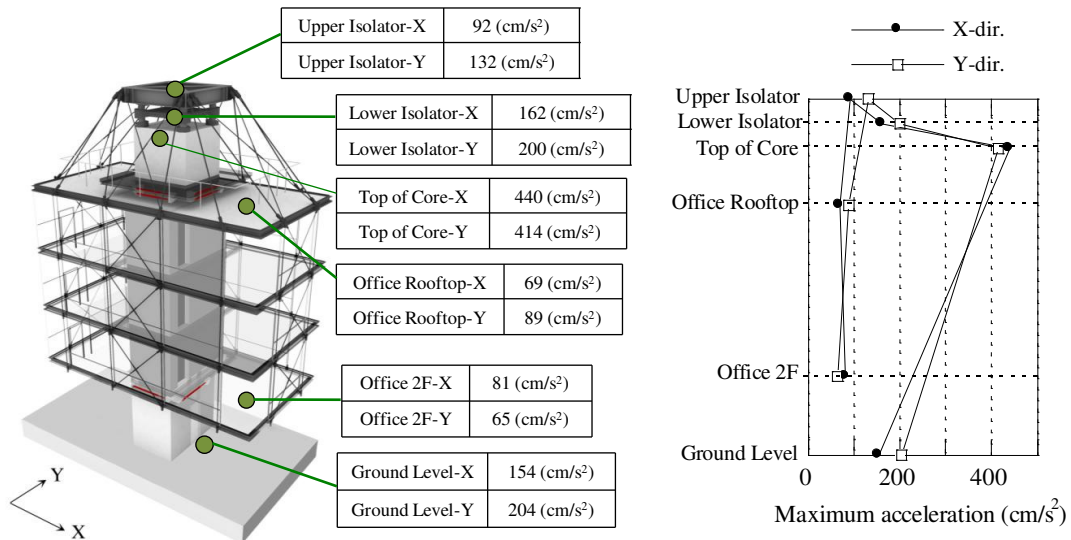 Upper Isolator-X 92 (cm/s²)
Upper Isolator-Y 132 (cm/s²)
Lower Isolator-X 162 (cm/s²)
Lower Isolator-Y 200 (cm/s²)
Top of Core-X 440 (cm/s²)
Top of Core-Y 414 (cm/s²)
Office Rooftop-X 69 (cm/s²)
Office Rooftop-Y 89 (cm/s²)
Office 2F-X 81 (cm/s²)
Office 2F-Y 65 (cm/s²)
Ground Level-X 154 (cm/s²)
Ground Level-Y 204 (cm/s²)
Y
X
X-dir.
Y-dir.
Upper Isolator
Lower Isolator
Top of Core
Office Rooftop
Office 2F
Ground Level
0 200 400
Maximum acceleration (cm/s²)